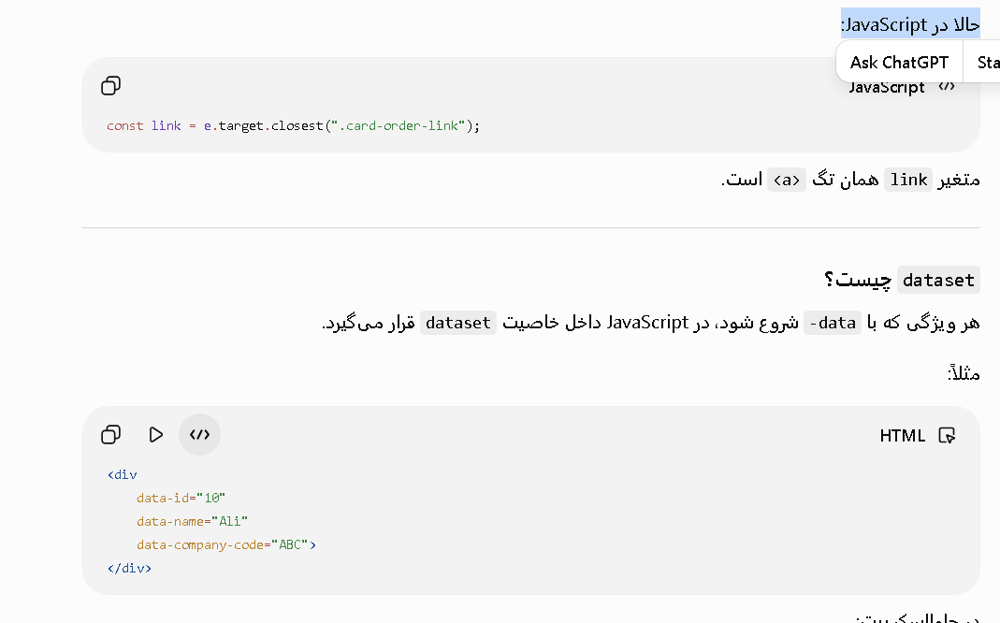 حالا در JavaScript:
Ask ChatGPT
Sta
JavaScript
const link = e.target.closest(".card-order-link");
متغیر link همان تگ <a> است.
dataset چیست؟
هر ویژگی که با data- شروع شود، در JavaScript داخل خاصیت dataset قرار می‌گیرد.
مثلاً:
HTML
<div
    data-id="10"
    data-name="Ali"
    data-company-code="ABC">
</div>
در جاوااسکریپت: